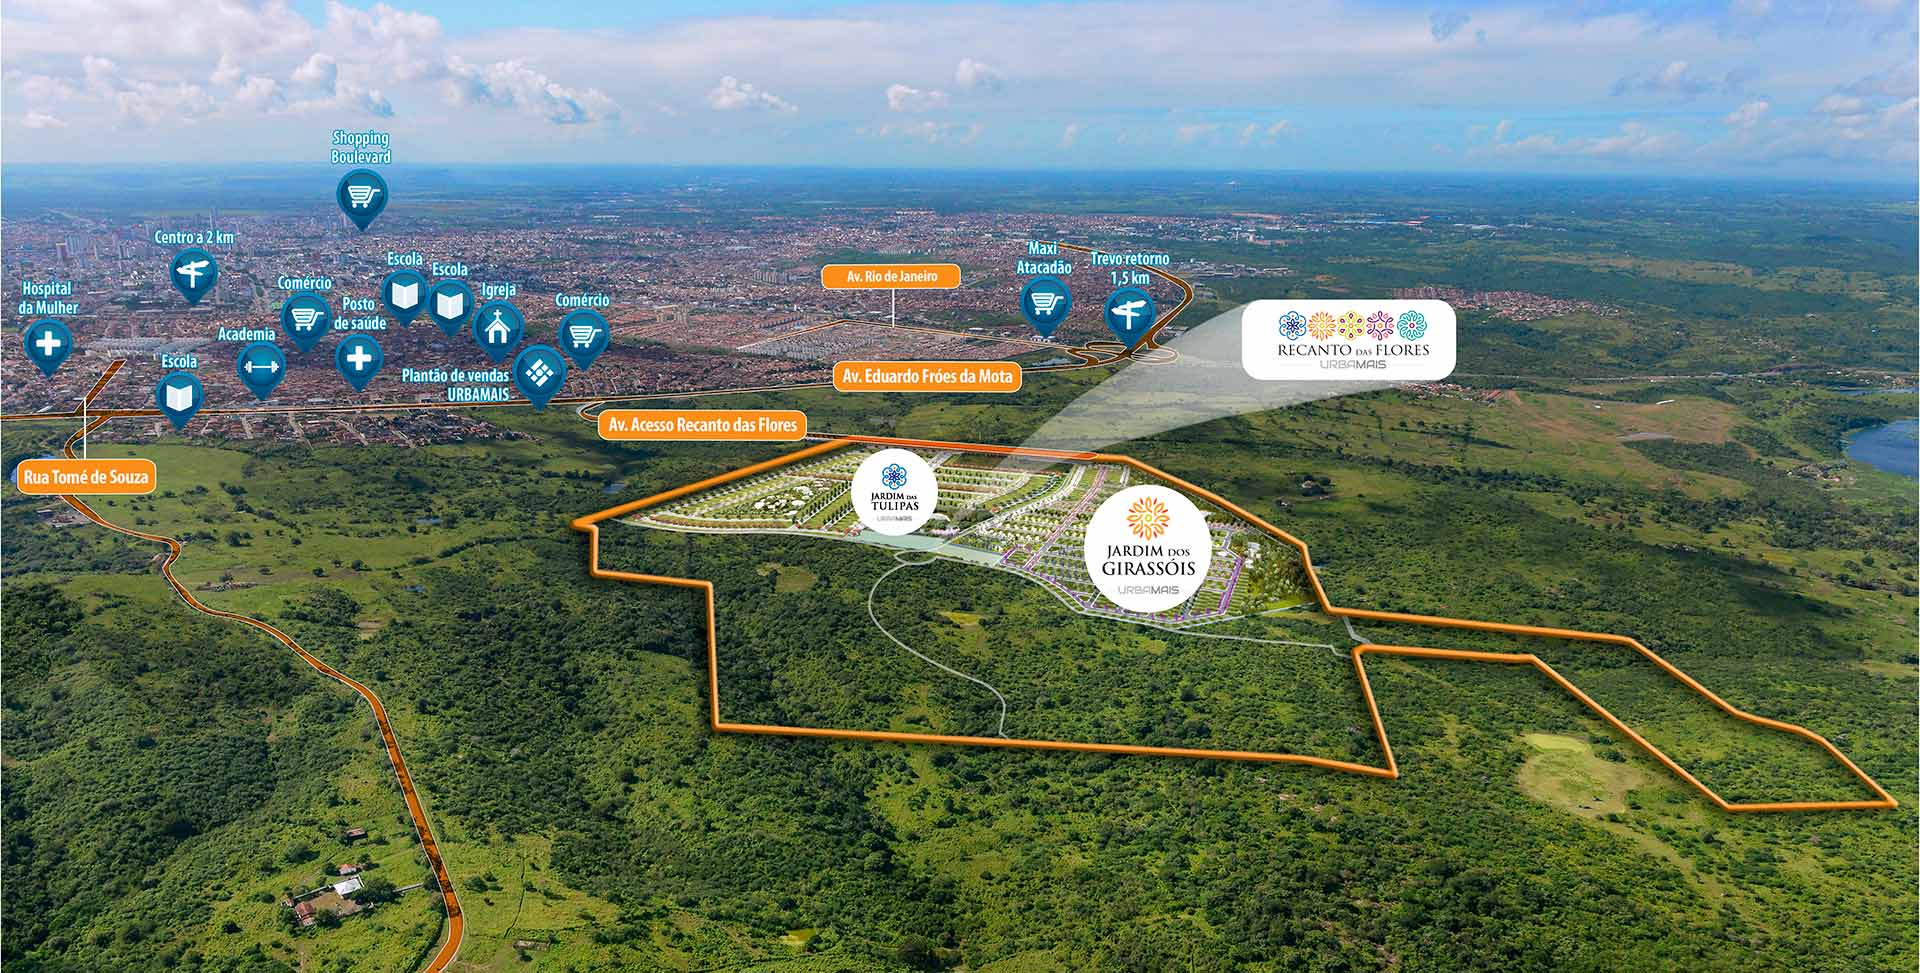 Shopping
Boulevard
Centro a 2 km
Hospital
da Mulher
Comércio
Escola
Escola
Posto
de saúde
Igreja
Academia
Escola
Comércio
Plantão de vendas
URBAMAIS
Av. Rio de Janeiro
Maxi
Atacadão
Trevo retorno
1,5 km
RECANTO DAS FLORES
URBAMAIS
Av. Eduardo Fróes da Mota
Av. Acesso Recanto das Flores
Rua Tomé de Souza
JARDIM DAS
TULIPAS
URBAMAIS
JARDIM DOS
GIRASSÓIS
URBAMAIS